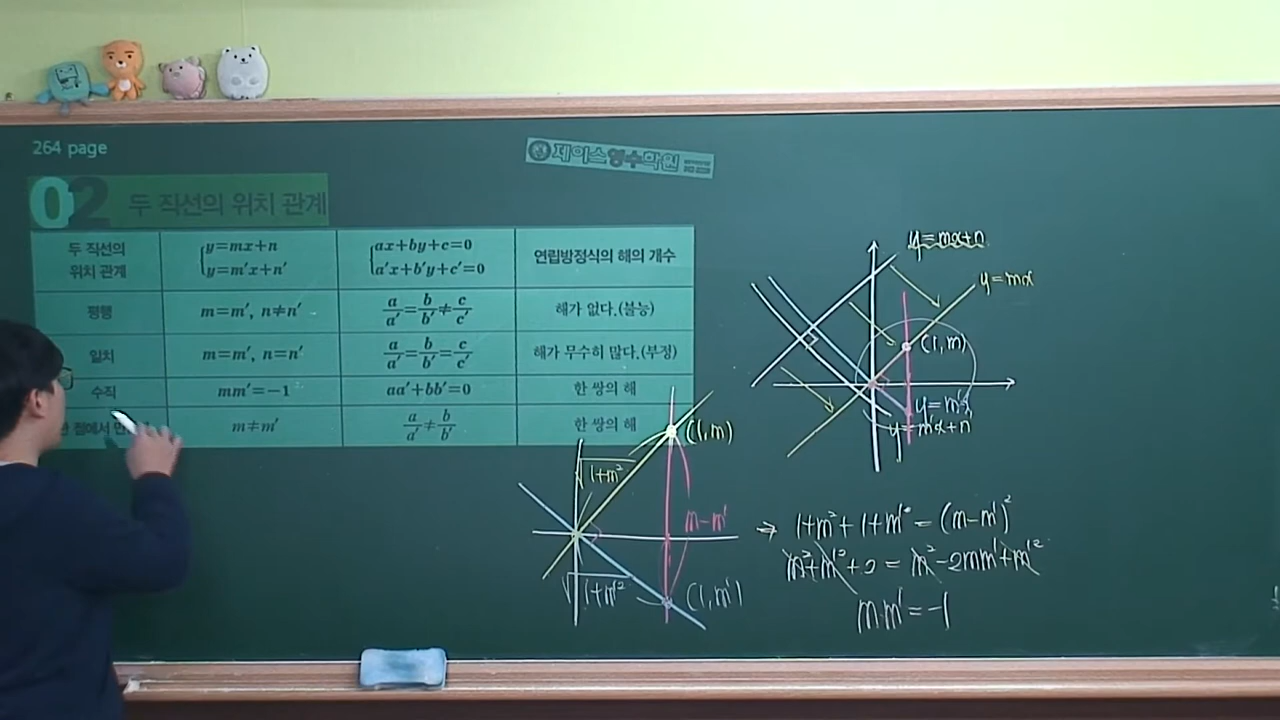 264 page
제이스영수학원
02 두 직선의 위치 관계
두 직선의 위치 관계
y=mx+n
y=m'x+n'
ax+by+c=0
a'x+b'y+c'=0
연립방정식의 해의 개수
평행
m=m', n≠n'
a/a'=b/b'≠c/c'
해가 없다.(불능)
일치
m=m', n=n'
a/a'=b/b'=c/c'
해가 무수히 많다.(부정)
수직
mm'=-1
aa'+bb'=0
한 쌍의 해
점에서
m≠m'
a/a'≠b/b'
한 쌍의 해
y=mx+n
y=mx
(1,m)
y=m'x
y=m'x+n
(1,m)
√1+m²
m-m'
√1+m'²
(1,m')
⇒ 1+m²+1+m'²=(m-m')²
m²+m'²+2=m²-2mm'+m'²
mm'=-1